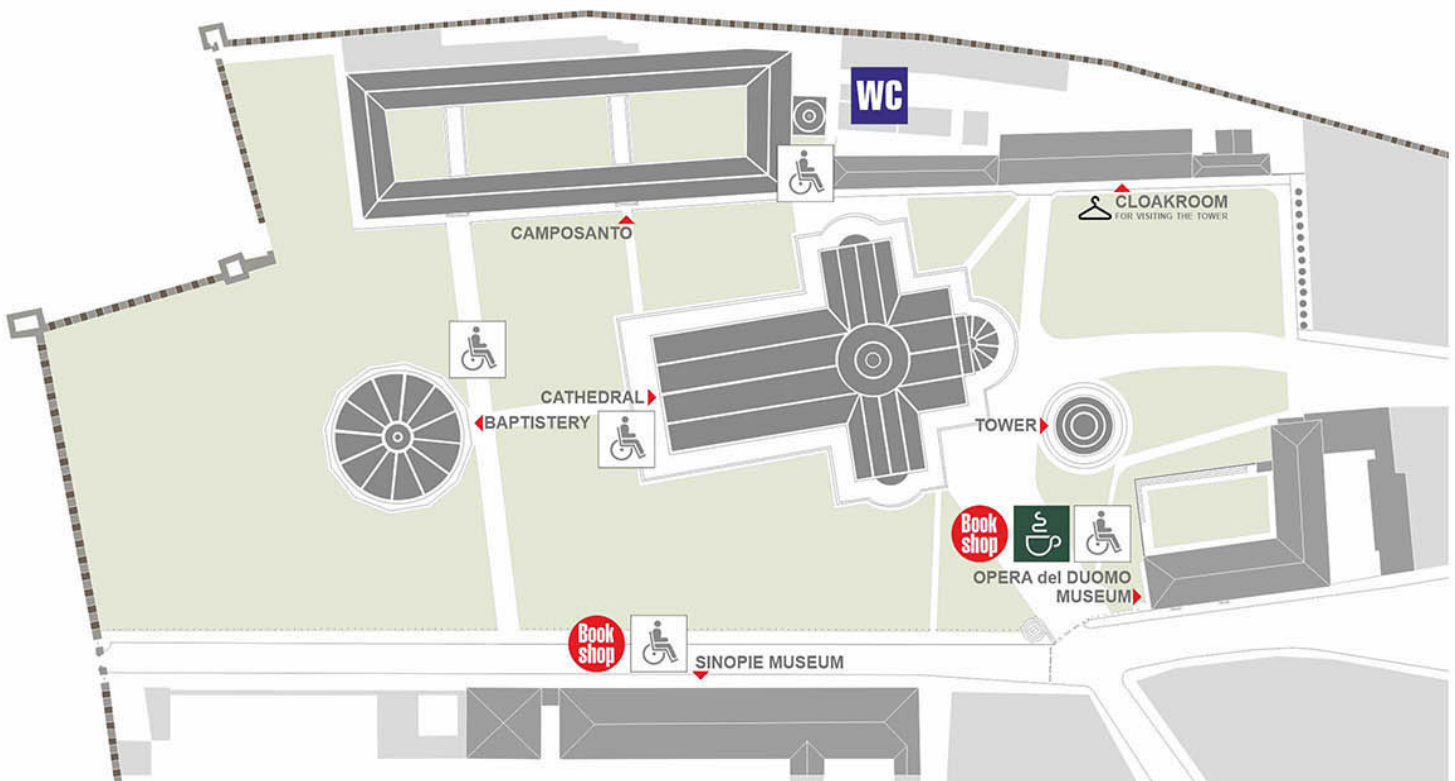 WC
CLOAKROOM
FOR VISITING THE TOWER
CAMPOSANTO
CATHEDRAL
BAPTISTERY
TOWER
Book
shop
OPERA del DUOMO
MUSEUM
Book
shop
SINOPIE MUSEUM